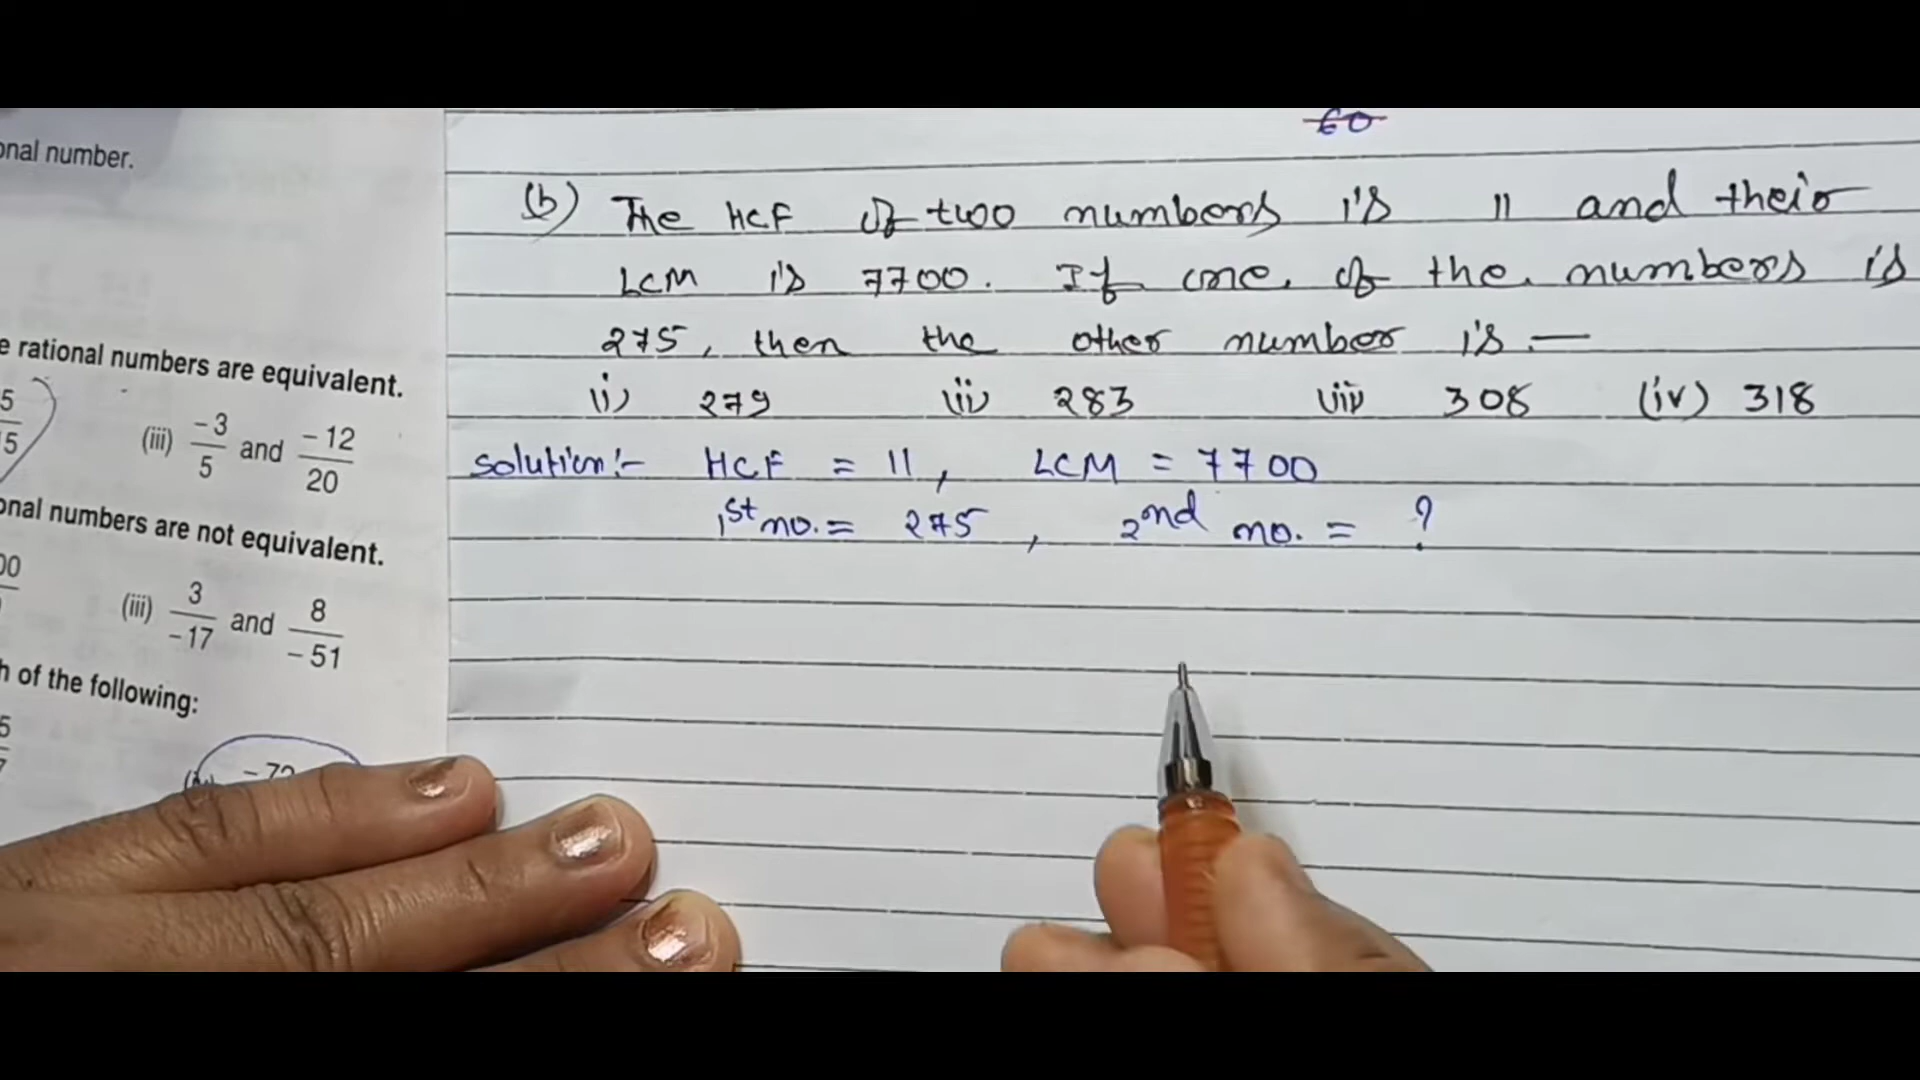 onal number.
e rational numbers are equivalent.
(iii) -3/5 and -12/20
onal numbers are not equivalent.
(iii) 3/-17 and 8/-51
of the following:
60
(b) The HCF of two numbers is 11 and their
LCM is 7700. If one of the numbers is
275, then the other number is —
(i) 279 (ii) 283 (iii) 308 (iv) 318
Solution:- HCF = 11, LCM = 7700
1st no. = 275, 2nd no. = ?